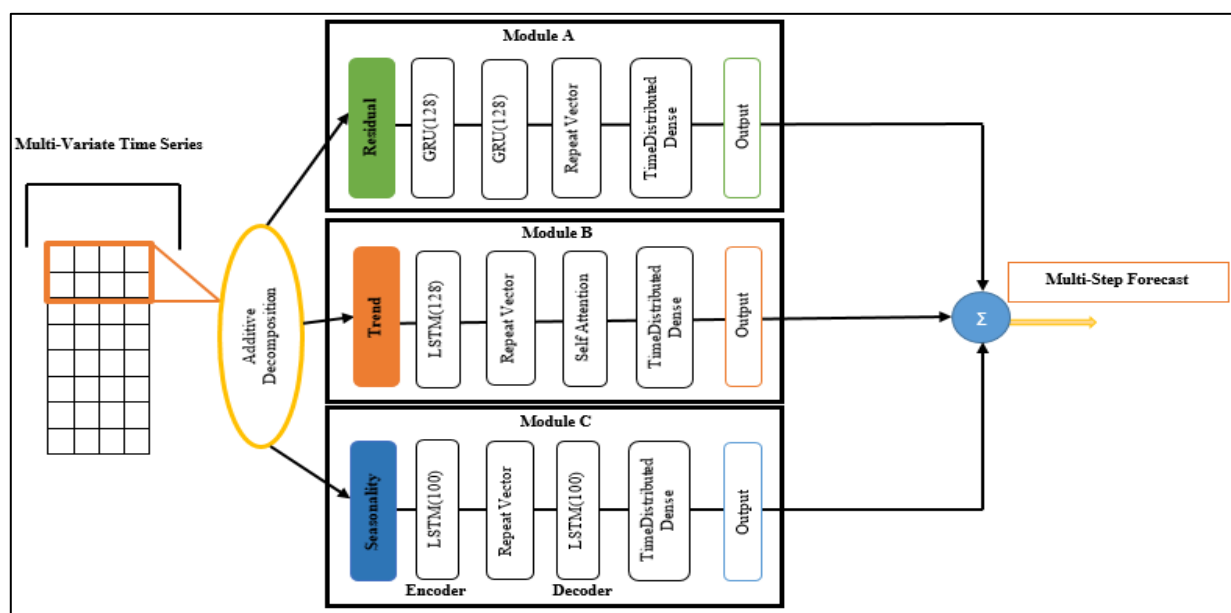 Multi-Variate Time Series
Additive
Decomposition
Module A
Residual
GRU(128)
GRU(128)
Repeat Vector
TimeDistributed
Dense
Output
Module B
Trend
LSTM(128)
Repeat Vector
Self Attention
TimeDistributed
Dense
Output
Module C
Seasonality
LSTM(100)
Repeat Vector
LSTM(100)
TimeDistributed
Dense
Output
Encoder
Decoder
Σ
Multi-Step Forecast